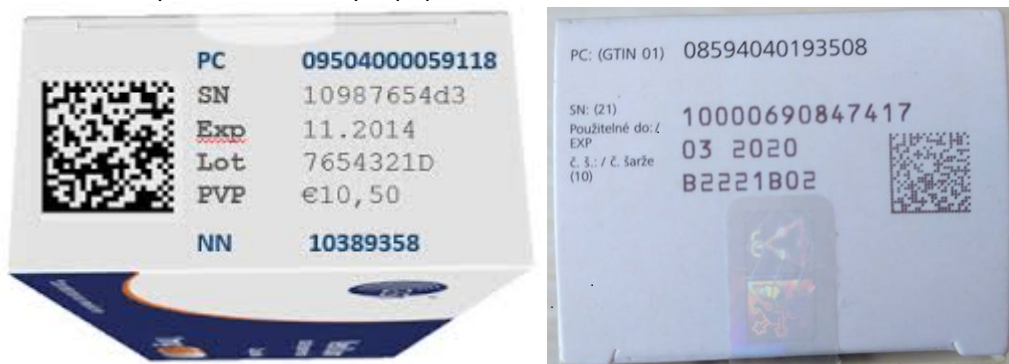 PC 09504000059118
SN 10987654d3
Exp 11.2014
Lot 7654321D
PVP €10,50
NN 10389358
PC: (GTIN 01) 08594040193508
SN: (21) 10000690847417
Použitelné do: /
EXP 03 2020
č. š.: / č. šarže
(10) B2221B02